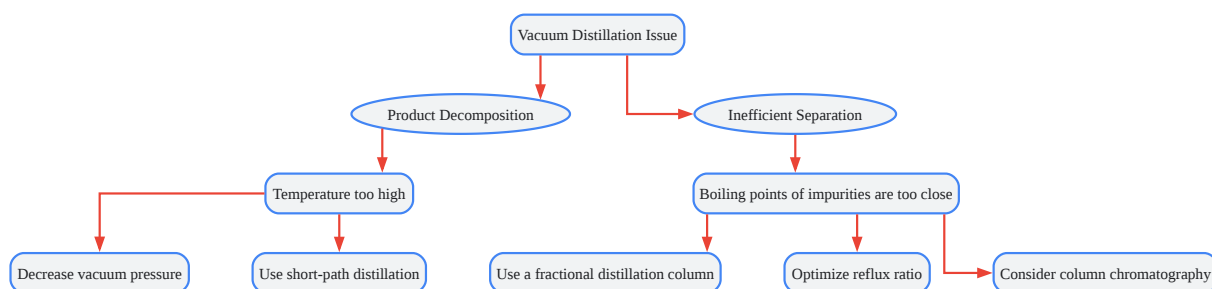 Vacuum Distillation Issue
Product Decomposition
Inefficient Separation
Temperature too high
Boiling points of impurities are too close
Decrease vacuum pressure
Use short-path distillation
Use a fractional distillation column
Optimize reflux ratio
Consider column chromatography